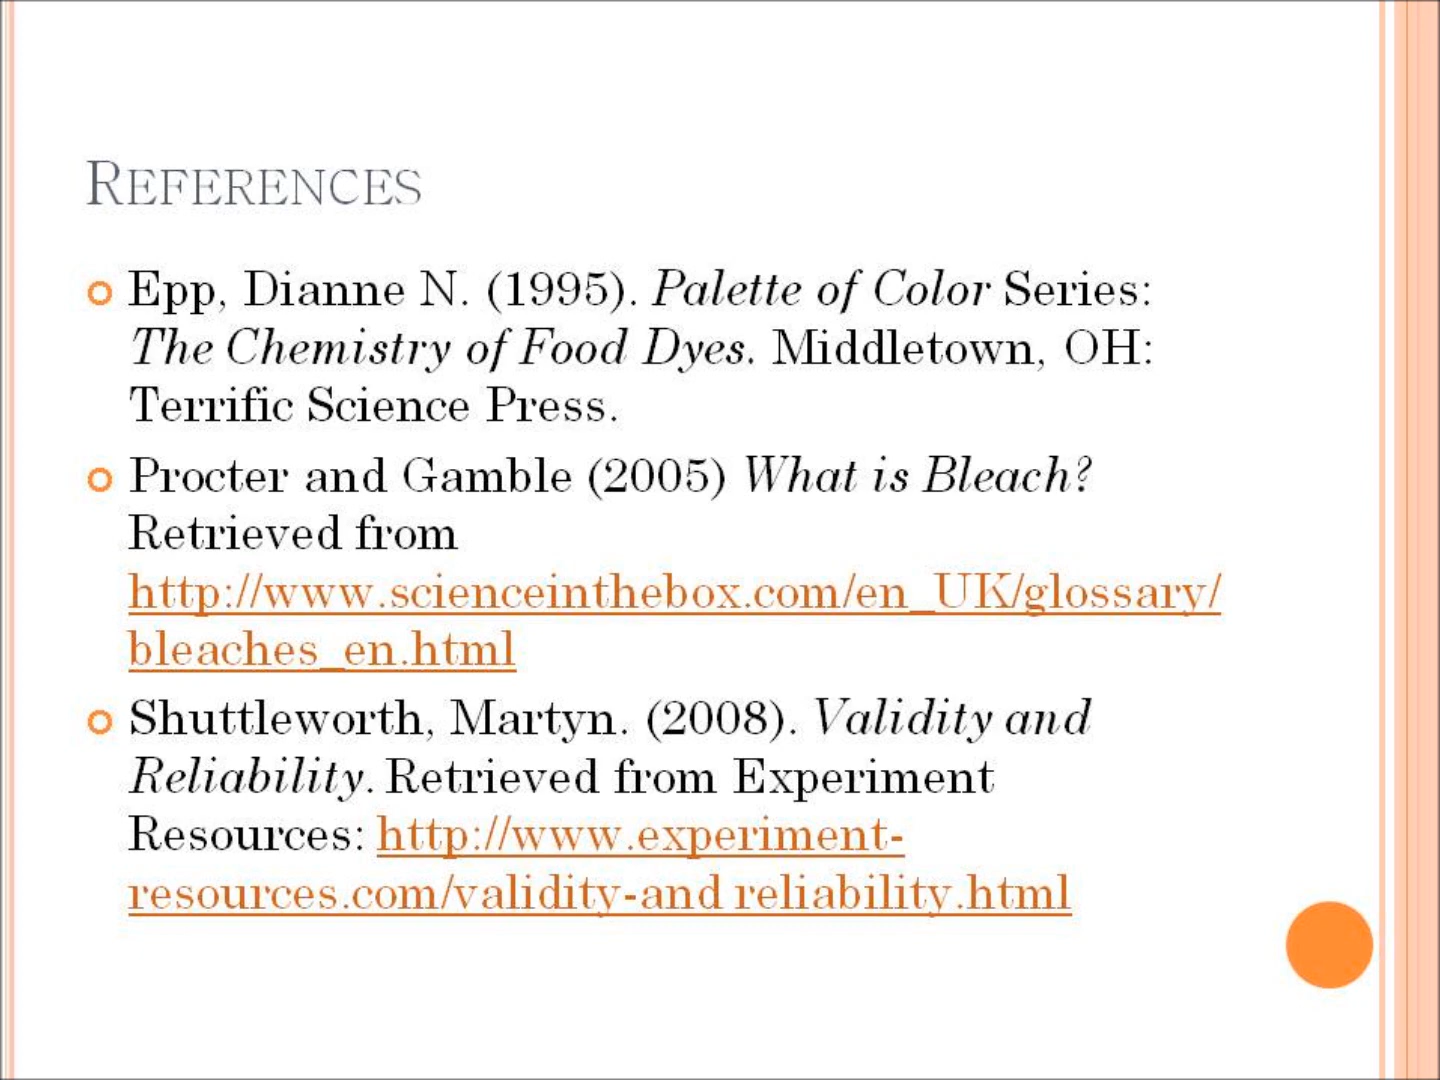 References
Epp, Dianne N. (1995). Palette of Color Series:
The Chemistry of Food Dyes. Middletown, OH:
Terrific Science Press.
Procter and Gamble (2005) What is Bleach?
Retrieved from
http://www.scienceinthebox.com/en_UK/glossary/
bleaches_en.html
Shuttleworth, Martyn. (2008). Validity and
Reliability. Retrieved from Experiment
Resources: http://www.experiment-
resources.com/validity-and reliability.html